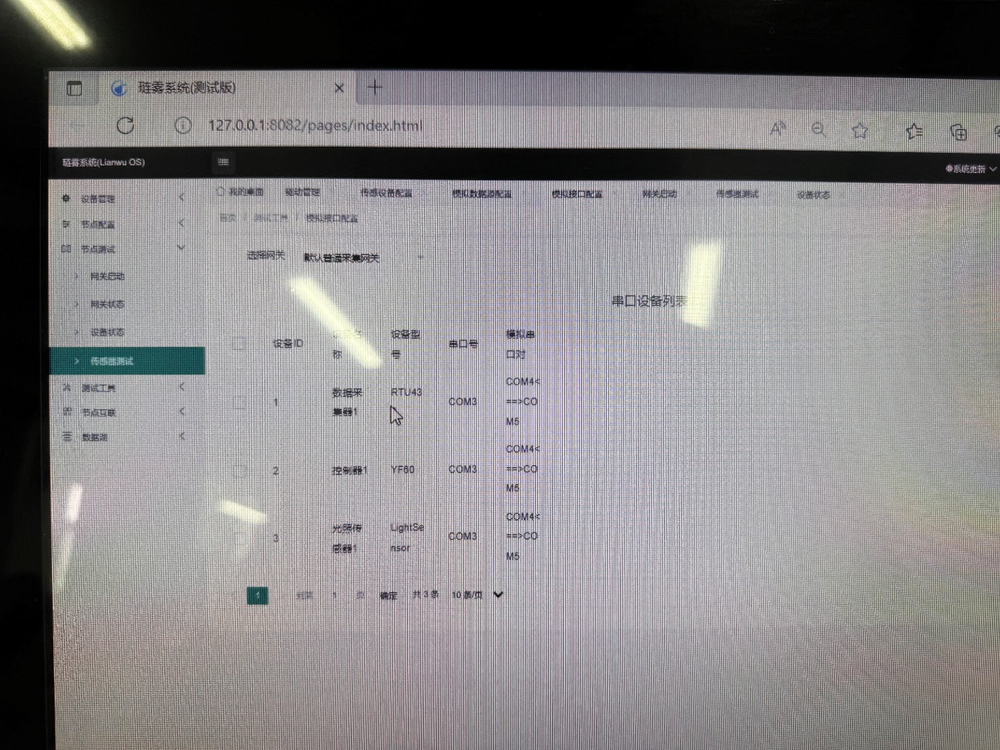 琏雾系统(测试版)
127.0.0.1:8082/pages/index.html
琏雾系统(Lianwu OS)
系统更新
设备管理
节点配置
节点测试
网关启动
网关状态
设备状态
传感器测试
测试工具
节点互联
数据湖
我的桌面 驱动管理 传感设备配置 模拟数据源配置 模拟接口配置 网关启动 传感器测试 设备状态
首页 / 测试工具 / 模拟接口配置
选择网关 默认普通采集网关
串口设备列表
设备ID 称 设备型号 串口号 模拟串口对
1 数据采集器1 RTU43 COM3 COM4<==>COM5
2 控制器1 YF60 COM3 COM4<==>COM5
3 光照传感器1 LightSensor COM3 COM4<==>COM5
1 到第 1 页 确定 共 3 条 10 条/页